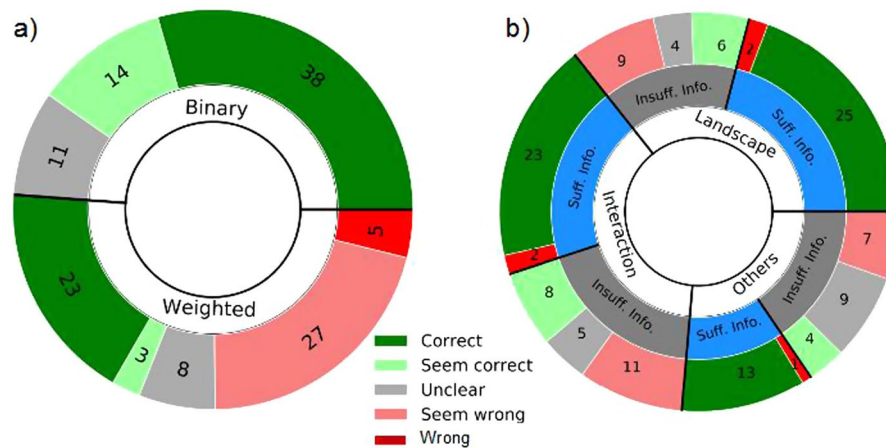 a)
38
14
11
Binary
23
3
8
27
5
Weighted
b)
25
2
6
4
9
Suff. Info.
Insuff. Info.
Landscape
23
2
8
5
11
Suff. Info.
Insuff. Info.
Interaction
13
1
4
9
7
Suff. Info.
Insuff. Info.
Others
Correct
Seem correct
Unclear
Seem wrong
Wrong